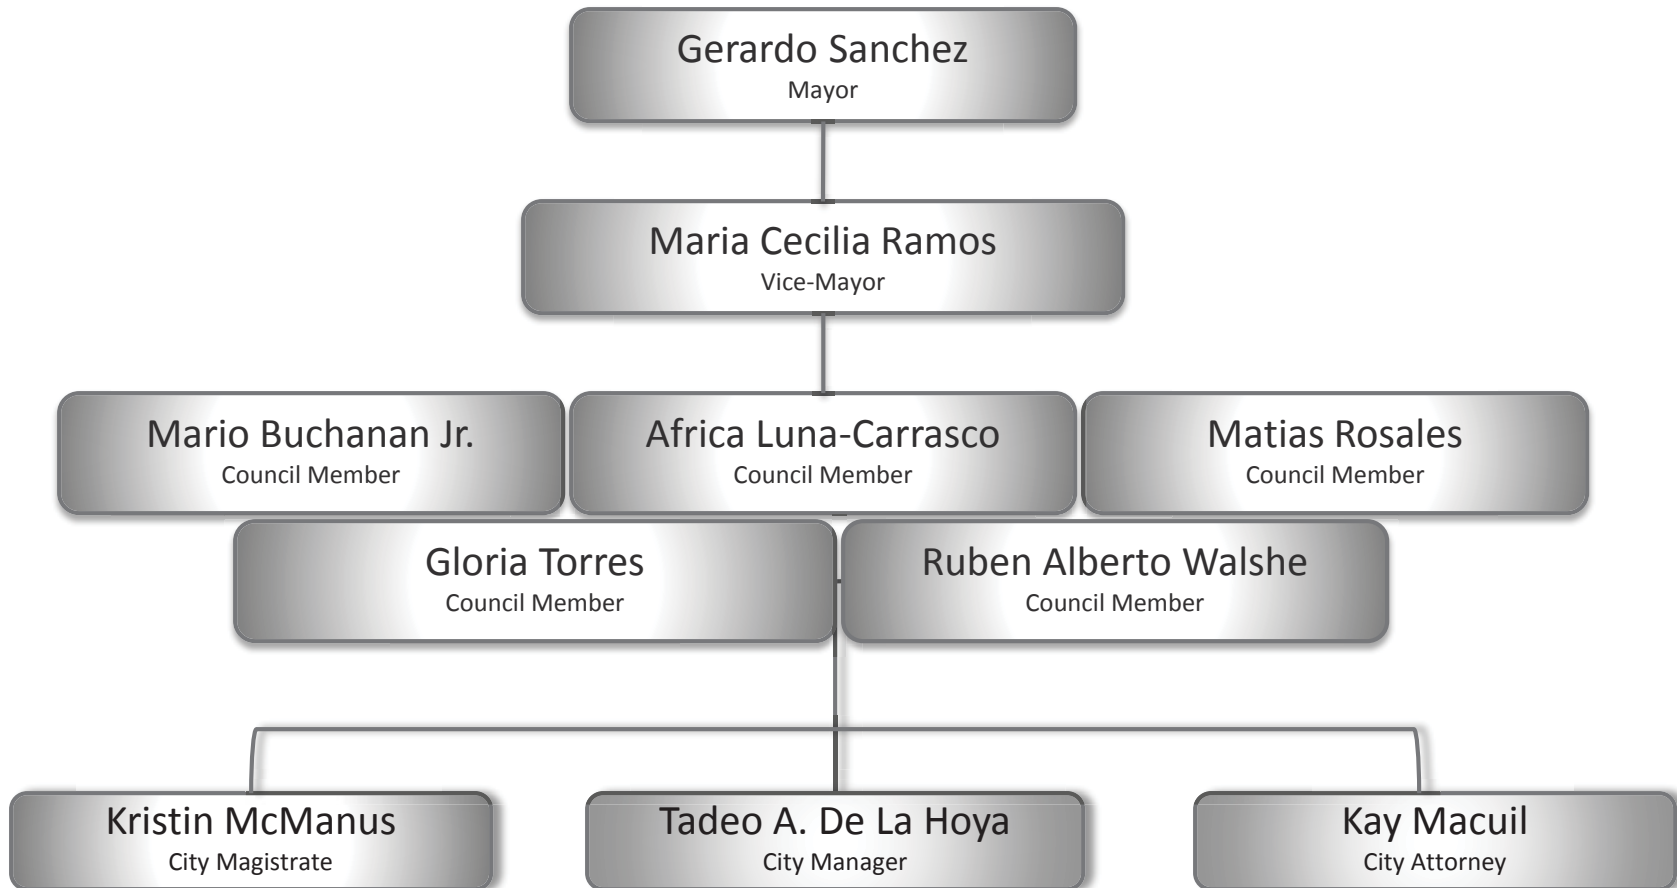 Gerardo Sanchez
Mayor
Maria Cecilia Ramos
Vice-Mayor
Mario Buchanan Jr.
Council Member
Africa Luna-Carrasco
Council Member
Matias Rosales
Council Member
Gloria Torres
Council Member
Ruben Alberto Walshe
Council Member
Kristin McManus
City Magistrate
Tadeo A. De La Hoya
City Manager
Kay Macuil
City Attorney